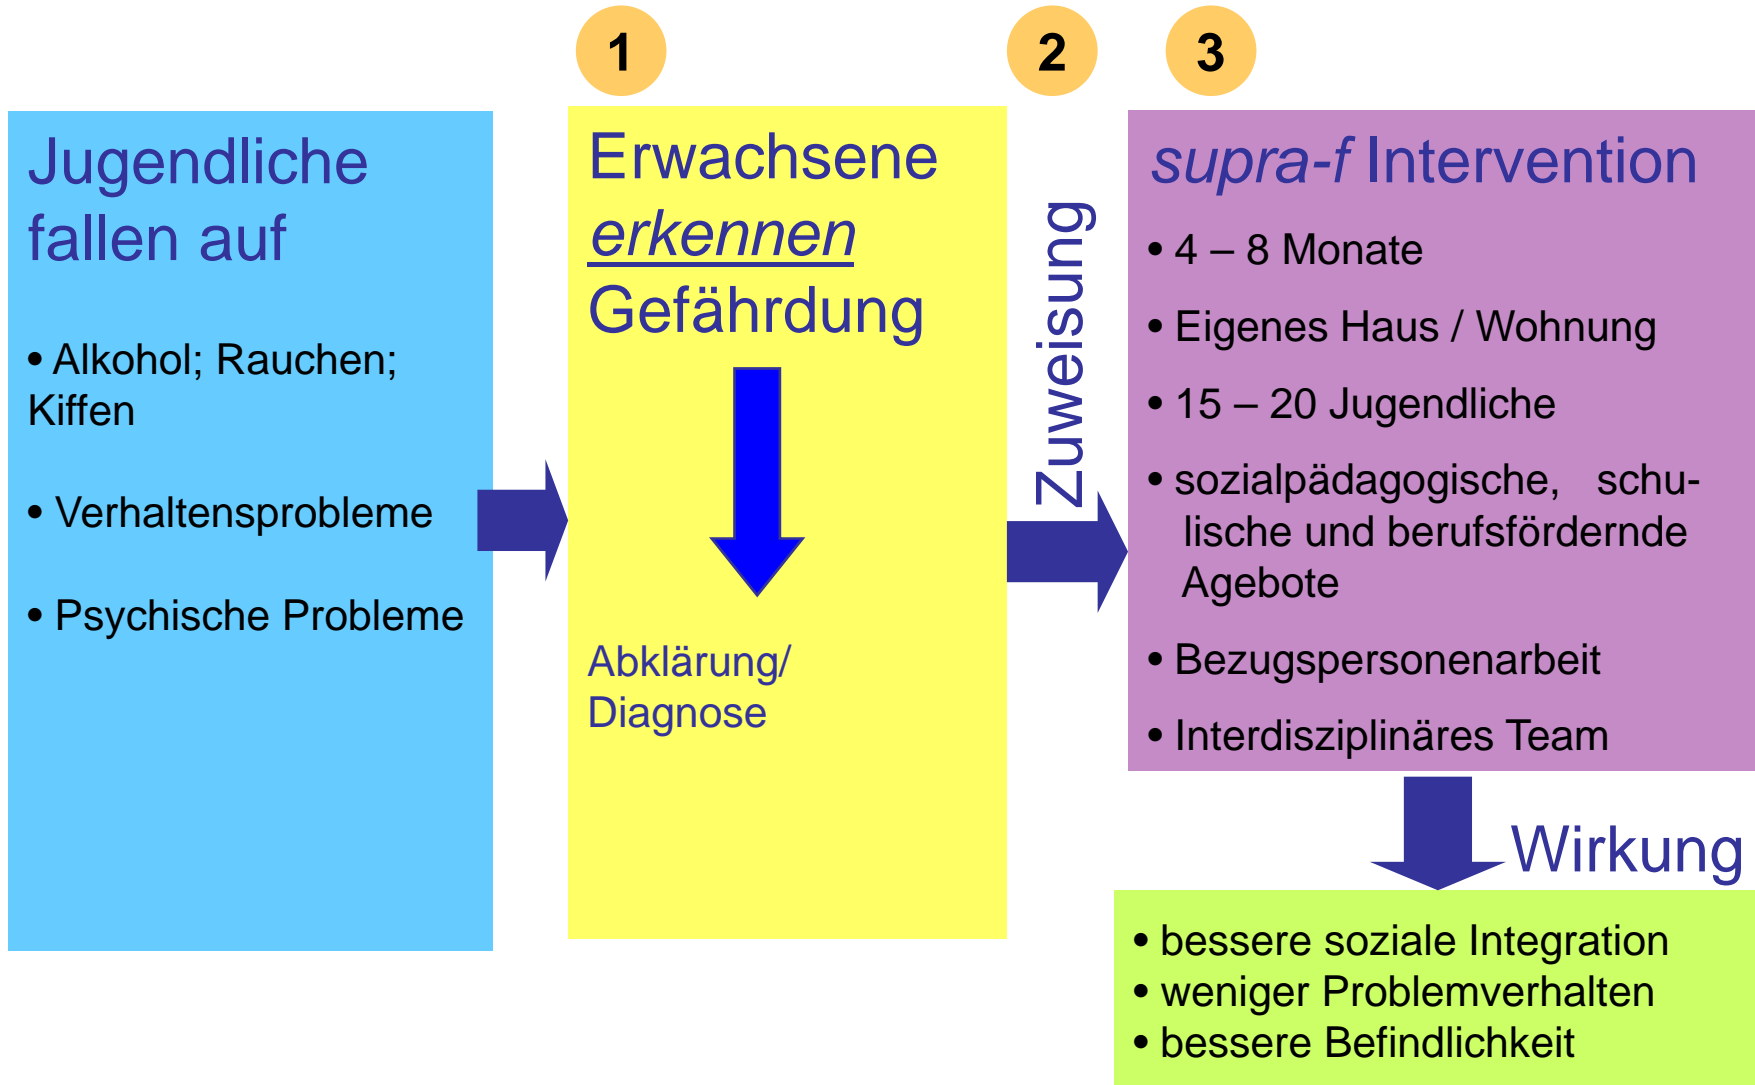 1
2
3
Jugendliche
fallen auf
• Alkohol; Rauchen;
Kiffen
• Verhaltensprobleme
• Psychische Probleme
Erwachsene
erkennen
Gefährdung
Abklärung/
Diagnose
Zuweisung
supra-f Intervention
• 4 – 8 Monate
• Eigenes Haus / Wohnung
• 15 – 20 Jugendliche
• sozialpädagogische, schu-
lische und berufsfördernde
Agebote
• Bezugspersonenarbeit
• Interdisziplinäres Team
Wirkung
• bessere soziale Integration
• weniger Problemverhalten
• bessere Befindlichkeit